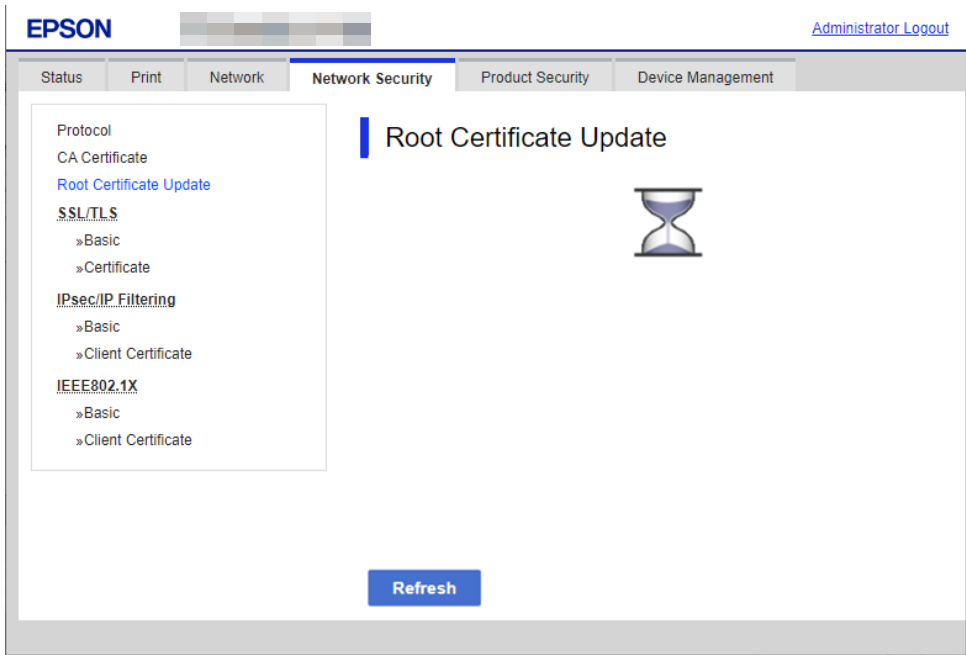 EPSON
Administrator Logout
Status Print Network Network Security Product Security Device Management
Protocol
CA Certificate
Root Certificate Update
SSL/TLS
»Basic
»Certificate
IPsec/IP Filtering
»Basic
»Client Certificate
IEEE802.1X
»Basic
»Client Certificate
Root Certificate Update
Refresh